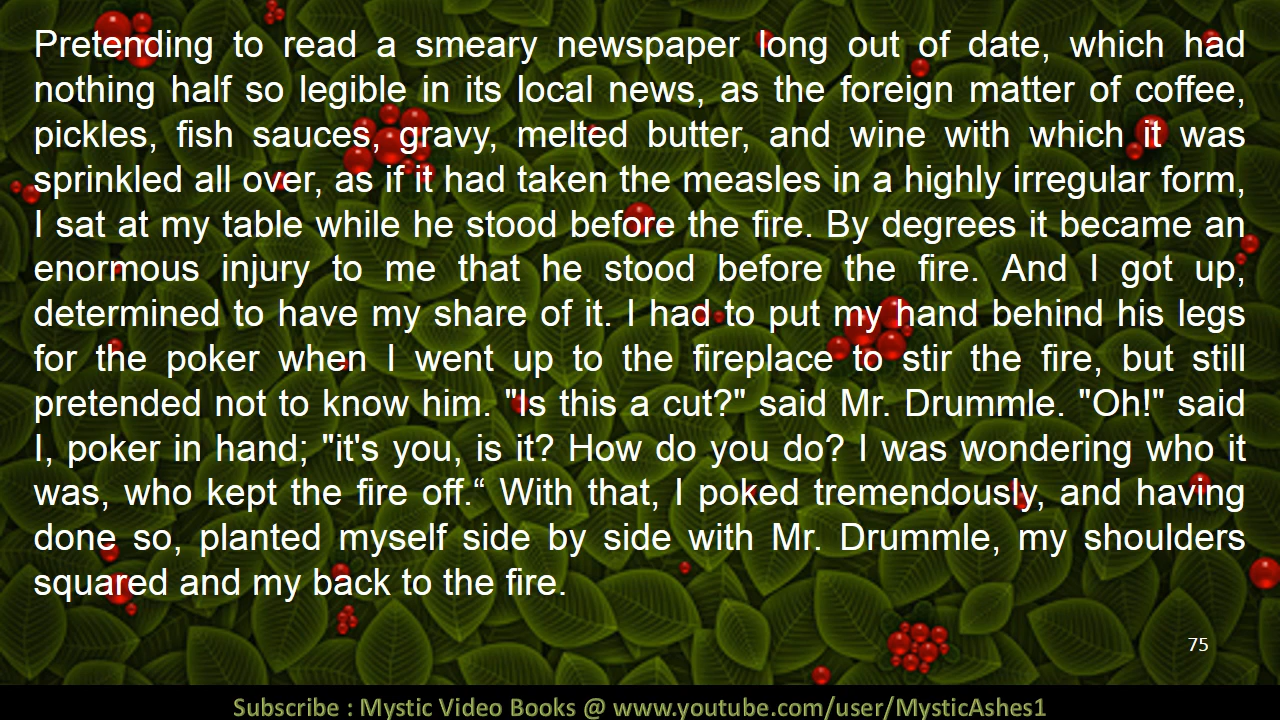 Pretending to read a smeary newspaper long out of date, which had
nothing half so legible in its local news, as the foreign matter of coffee,
pickles, fish sauces, gravy, melted butter, and wine with which it was
sprinkled all over, as if it had taken the measles in a highly irregular form,
I sat at my table while he stood before the fire. By degrees it became an
enormous injury to me that he stood before the fire. And I got up,
determined to have my share of it. I had to put my hand behind his legs
for the poker when I went up to the fireplace to stir the fire, but still
pretended not to know him. "Is this a cut?" said Mr. Drummle. "Oh!" said
I, poker in hand; "it's you, is it? How do you do? I was wondering who it
was, who kept the fire off.“ With that, I poked tremendously, and having
done so, planted myself side by side with Mr. Drummle, my shoulders
squared and my back to the fire.
75
Subscribe : Mystic Video Books @ www.youtube.com/user/MysticAshes1